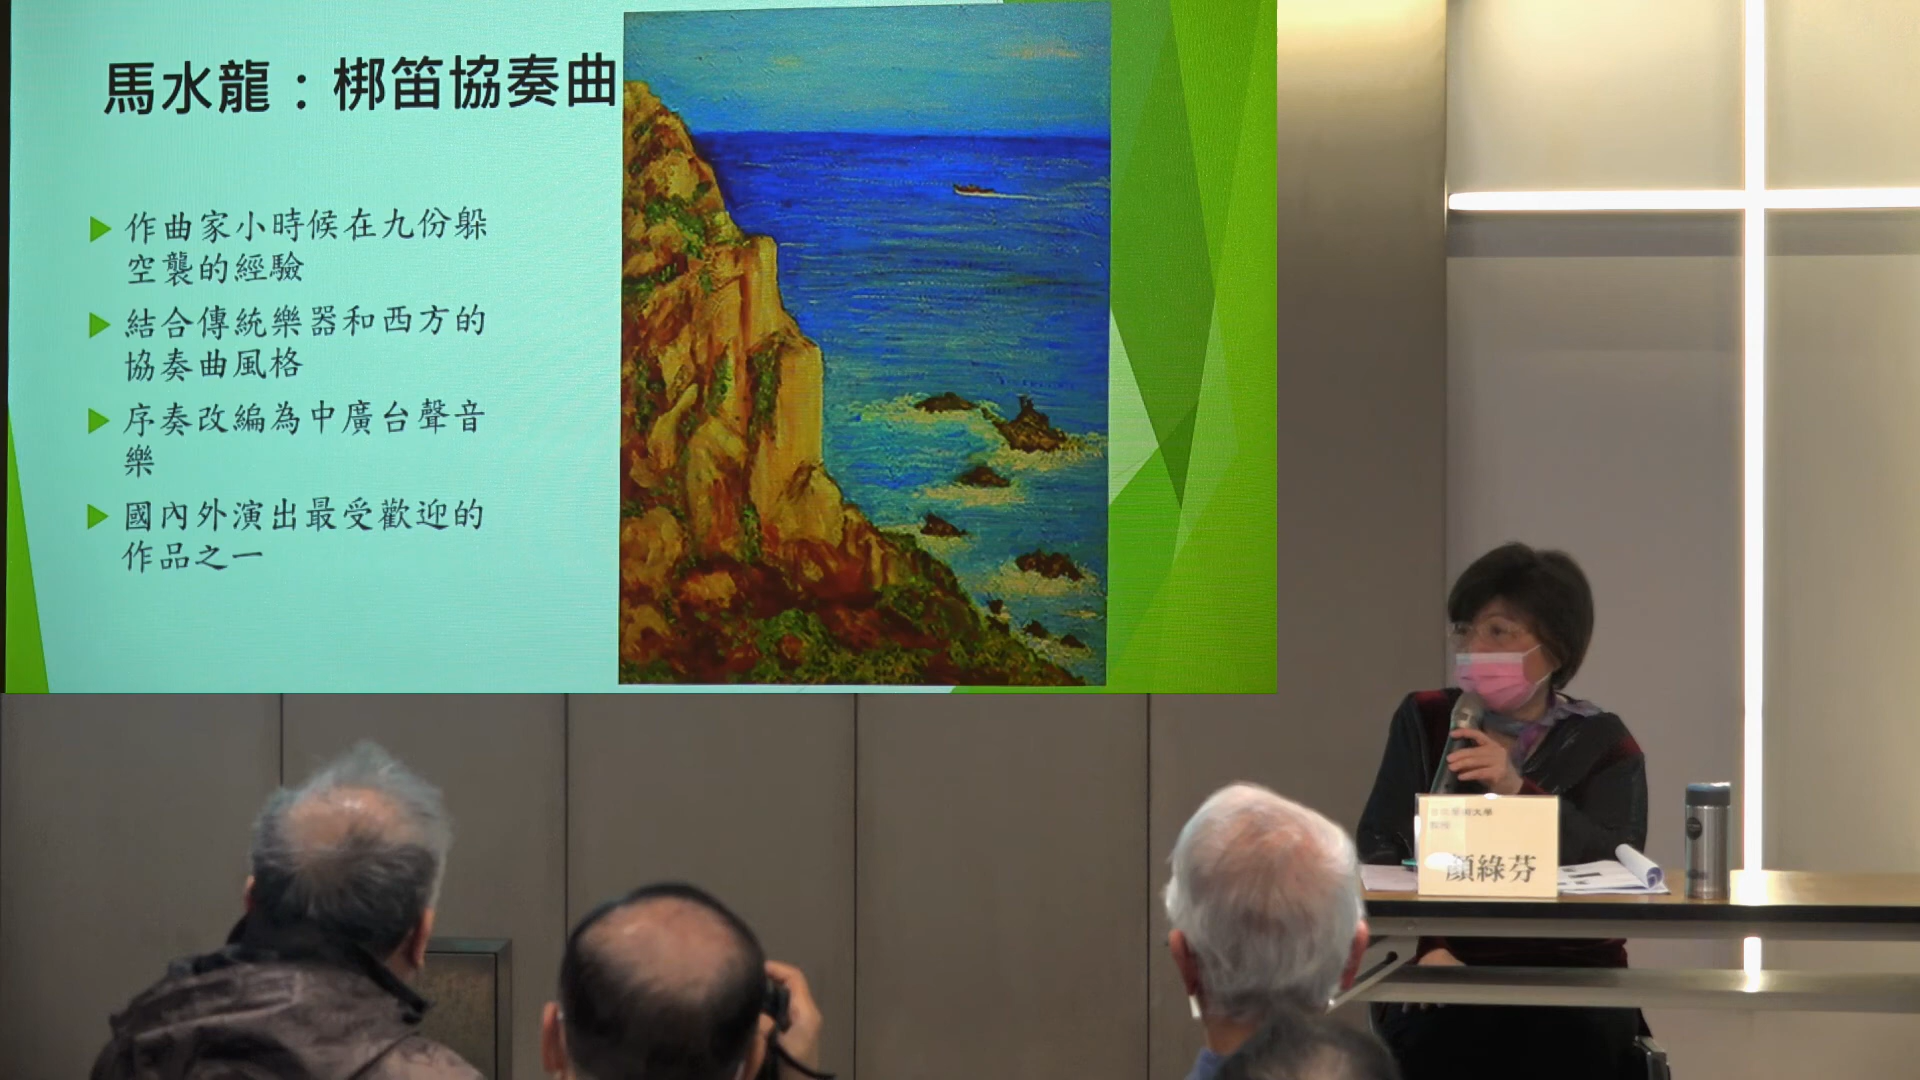 馬水龍：梆笛協奏曲
作曲家小時候在九份躲
空襲的經驗
結合傳統樂器和西方的
協奏曲風格
序奏改編為中廣台聲音
樂
國內外演出最受歡迎的
作品之一
大學
顏綠芬